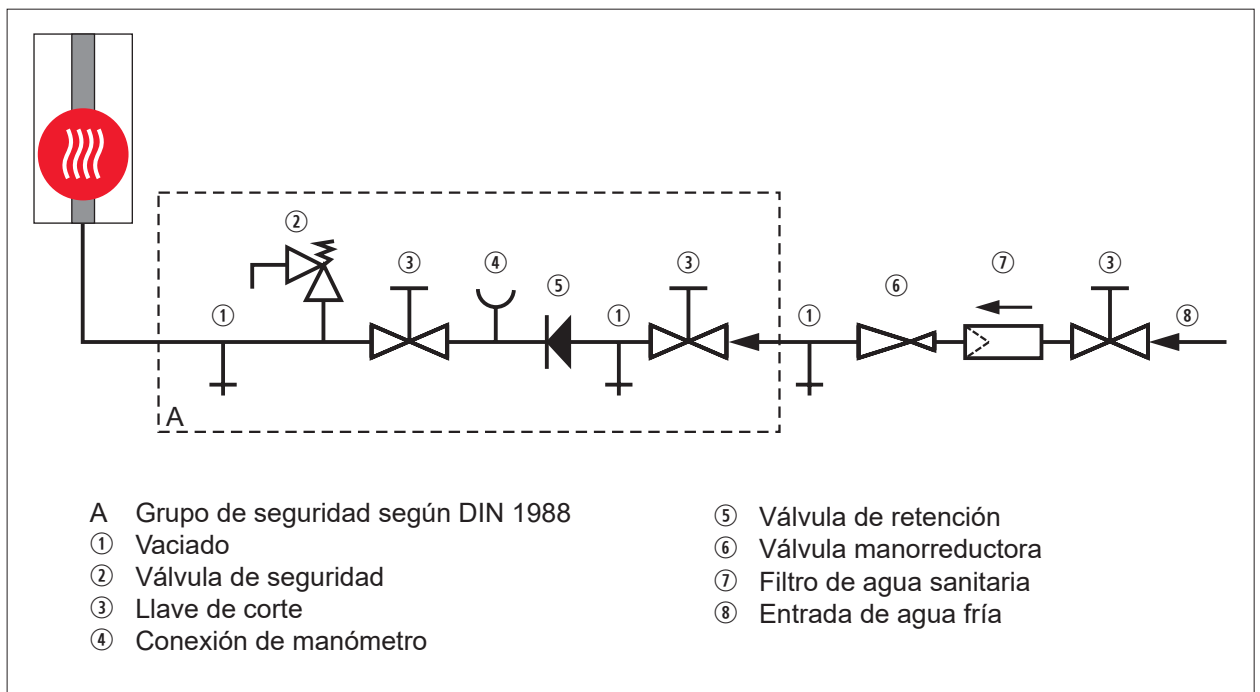 ②
③
④
③
⑦
③
①
⑤
①
①
⑥
⑧
A
A Grupo de seguridad según DIN 1988
① Vaciado
② Válvula de seguridad
③ Llave de corte
④ Conexión de manómetro
⑤ Válvula de retención
⑥ Válvula manorreductora
⑦ Filtro de agua sanitaria
⑧ Entrada de agua fría